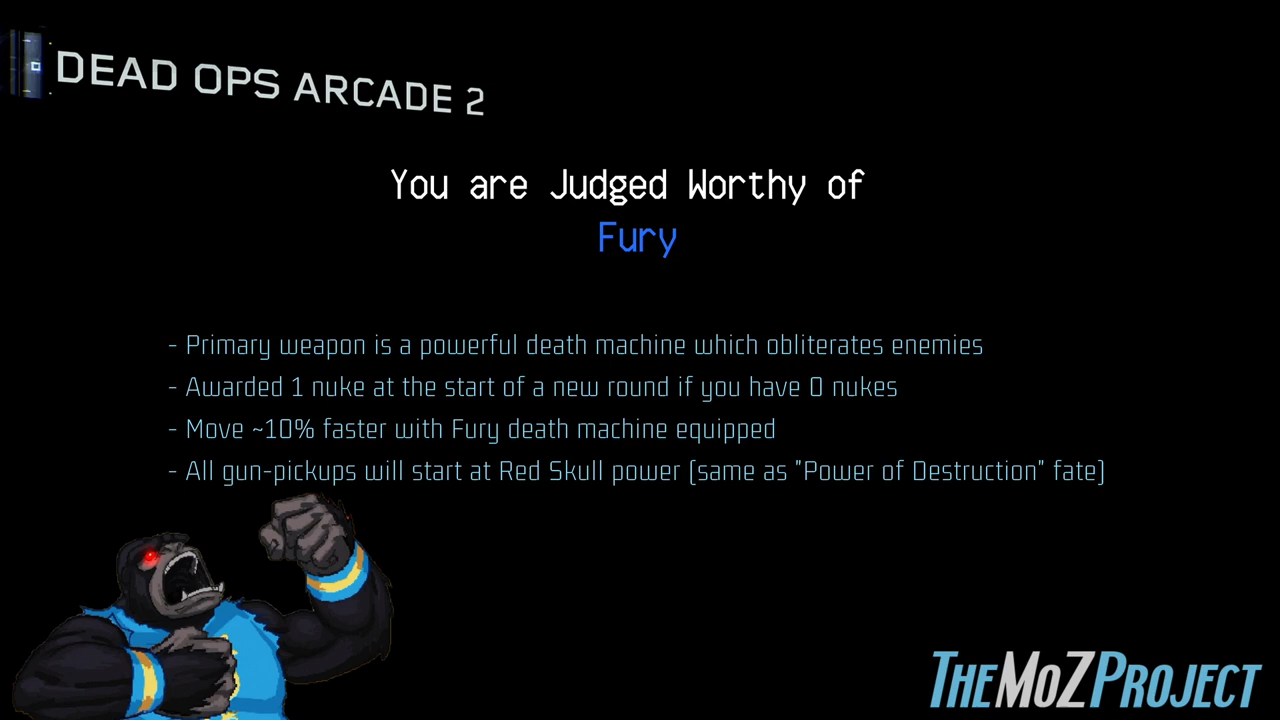 DEAD OPS ARCADE 2
You are Judged Worthy of
Fury
- Primary weapon is a powerful death machine which obliterates enemies
- Awarded 1 nuke at the start of a new round if you have 0 nukes
- Move ~10% faster with Fury death machine equipped
- All gun-pickups will start at Red Skull power (same as "Power of Destruction" fate)
THEMOZPROJECT